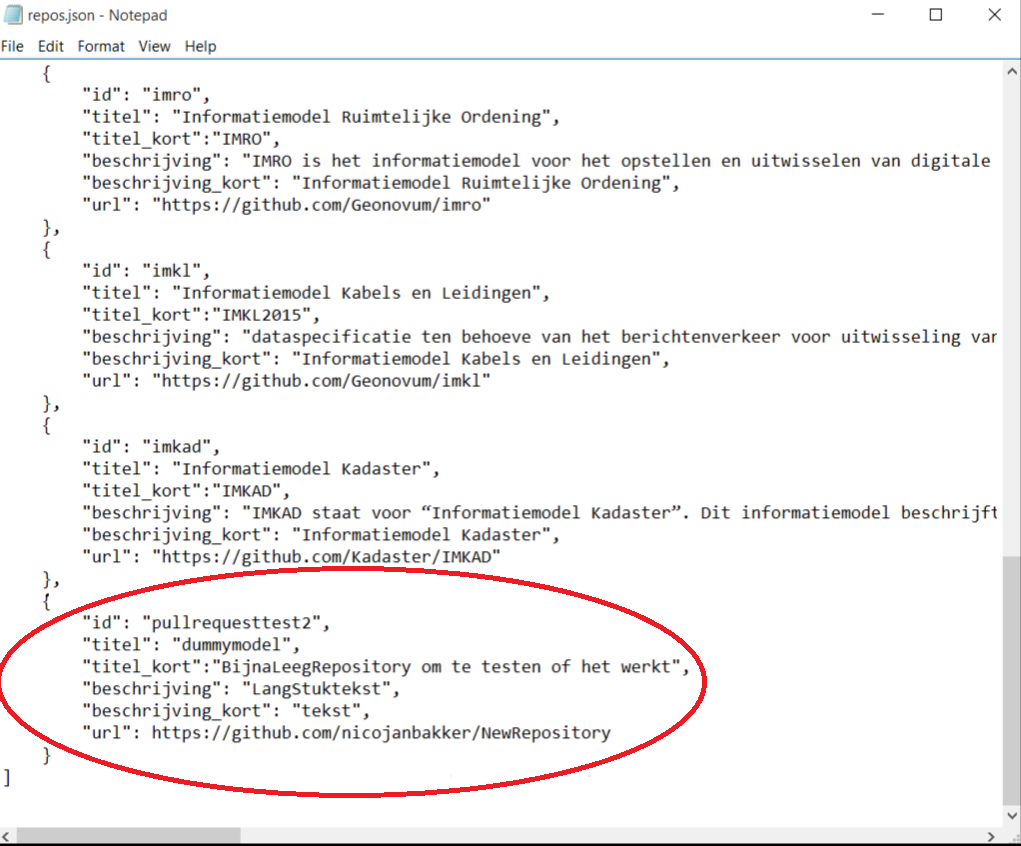 repos.json - Notepad
File Edit Format View Help
{
"id": "imro",
"titel": "Informatiemodel Ruimtelijke Ordening",
"titel_kort":"IMRO",
"beschrijving": "IMRO is het informatiemodel voor het opstellen en uitwisselen van digitale
"beschrijving_kort": "Informatiemodel Ruimtelijke Ordening",
"url": "https://github.com/Geonovum/imro"
},
{
"id": "imkl",
"titel": "Informatiemodel Kabels en Leidingen",
"titel_kort":"IMKL2015",
"beschrijving": "dataspecificatie ten behoeve van het berichtenverkeer voor uitwisseling van
"beschrijving_kort": "Informatiemodel Kabels en Leidingen",
"url": "https://github.com/Geonovum/imkl"
},
{
"id": "imkad",
"titel": "Informatiemodel Kadaster",
"titel_kort":"IMKAD",
"beschrijving": "IMKAD staat voor “Informatiemodel Kadaster”. Dit informatiemodel beschrijft
"beschrijving_kort": "Informatiemodel Kadaster",
"url": "https://github.com/Kadaster/IMKAD"
},
{
"id": "pullrequesttest2",
"titel": "dummymodel",
"titel_kort":"BijnaLeegRepository om te testen of het werkt",
"beschrijving": "LangStuktekst",
"beschrijving_kort": "tekst",
"url": https://github.com/nicojanbakker/NewRepository
}
]